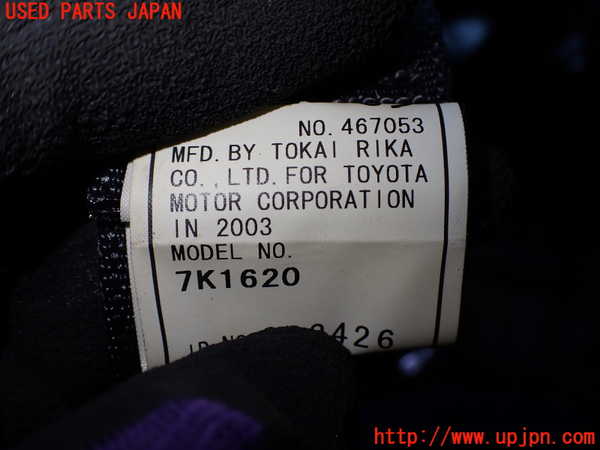 USED PARTS JAPAN
NO. 467053
MFD. BY TOKAI RIKA
CO., LTD. FOR TOYOTA
MOTOR CORPORATION
IN 2003
MODEL NO.
7K1620
426
http://www.upjpn.com/